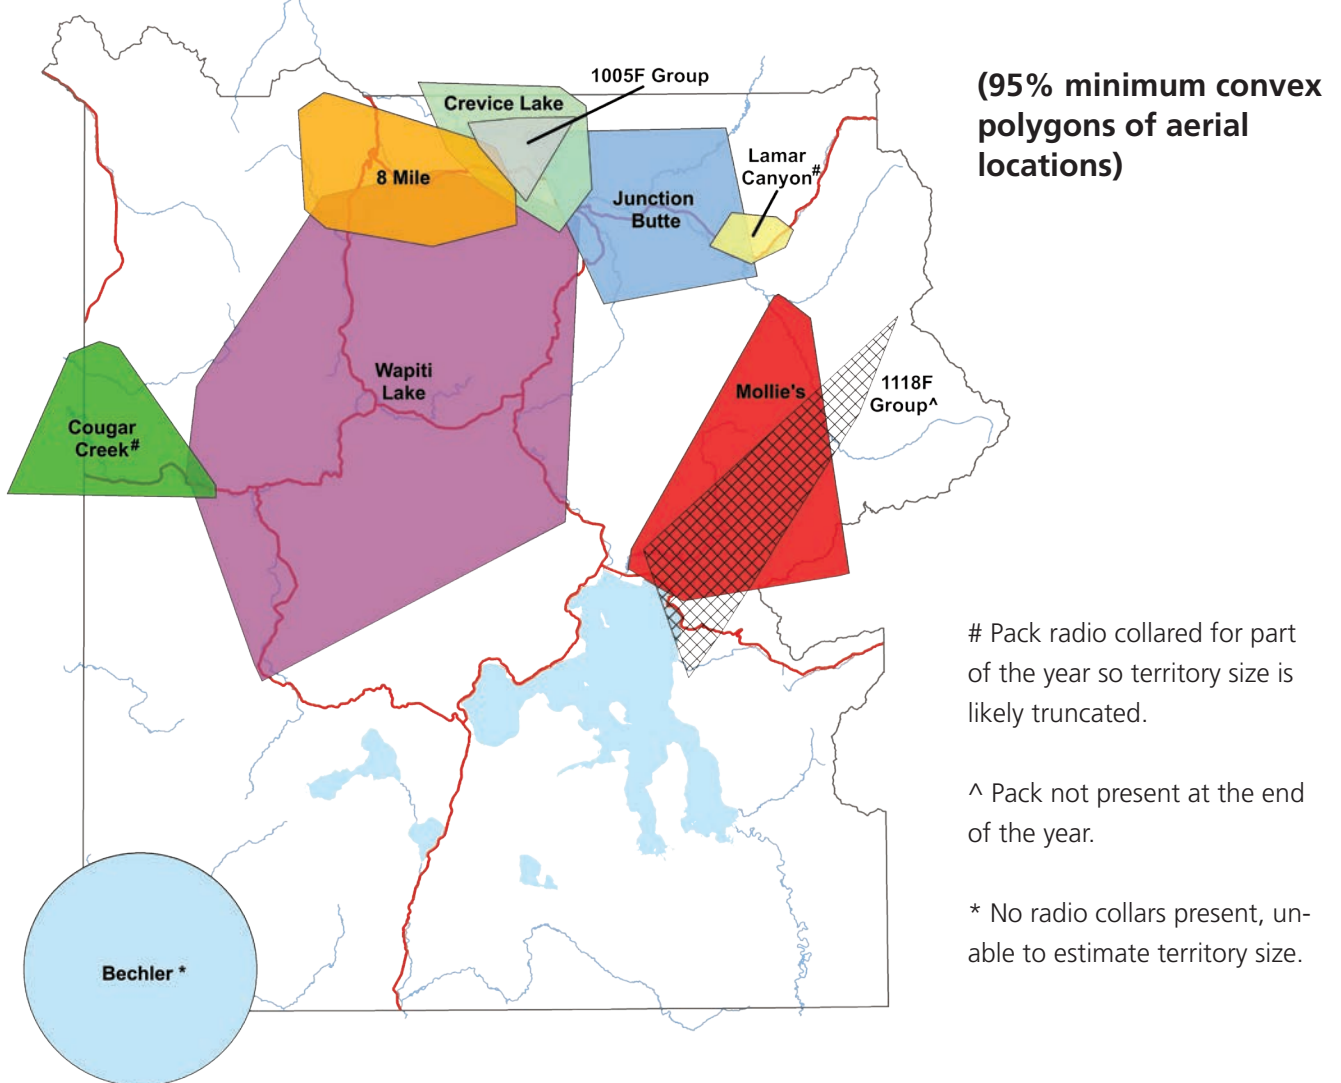 (95% minimum convex
polygons of aerial
locations)
1005F Group
Crevice Lake
8 Mile
Lamar
Canyon#
Junction
Butte
Wapiti
Lake
Mollie's
1118F
Group^
Cougar
Creek#
Bechler *
# Pack radio collared for part
of the year so territory size is
likely truncated.
^ Pack not present at the end
of the year.
* No radio collars present, un-
able to estimate territory size.